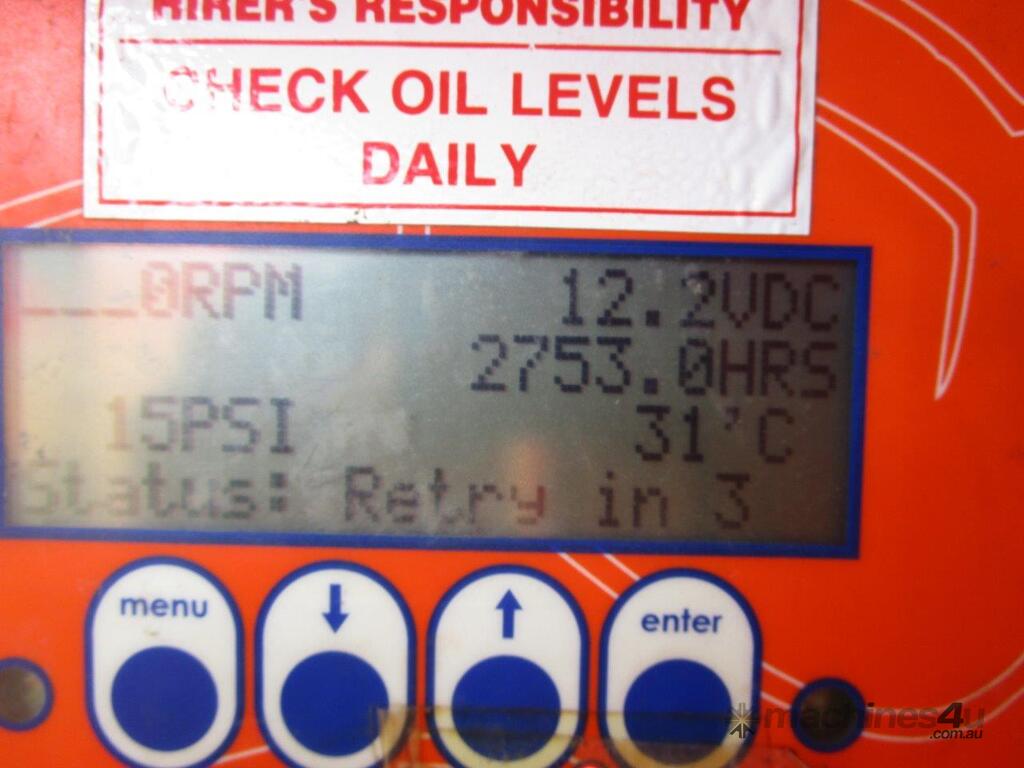 HIRER'S RESPONSIBILITY
CHECK OIL LEVELS
DAILY
___0RPM 12.2VDC
2753.0HRS
15PSI 31'C
Status: Retry in 3
menu ↓ ↑ enter
machines4u
.com.au